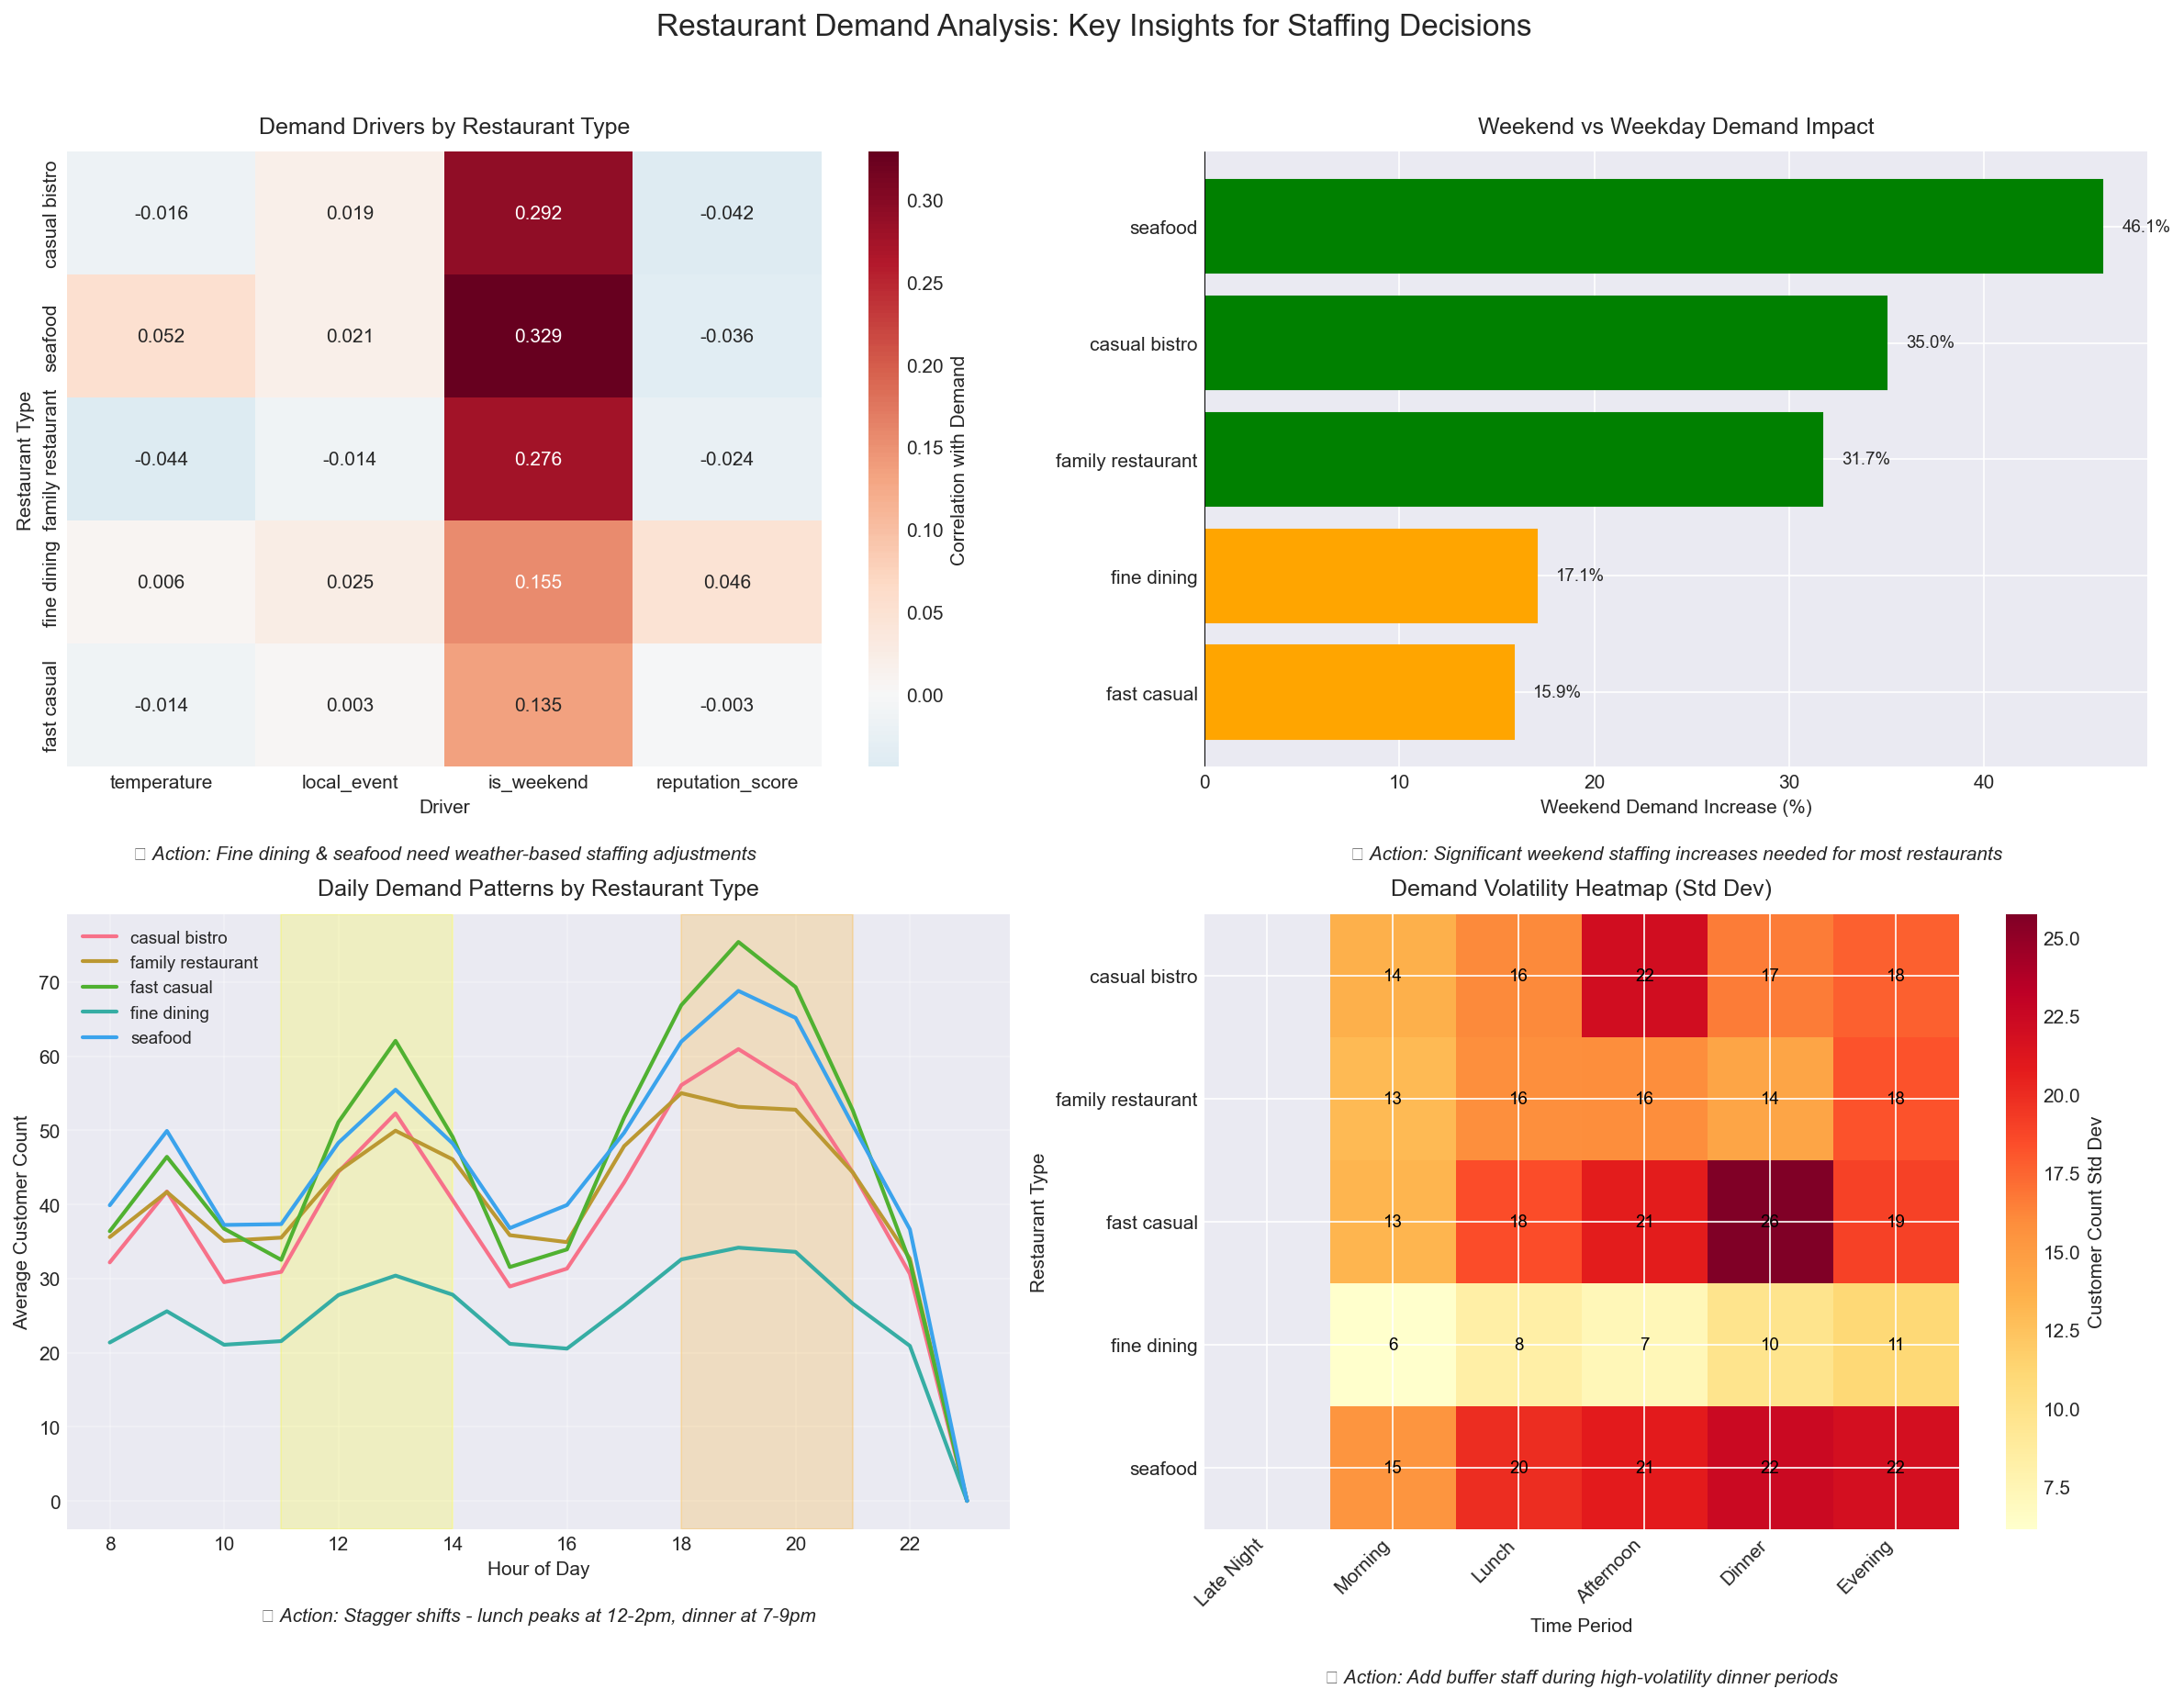 Restaurant Demand Analysis: Key Insights for Staffing Decisions
Demand Drivers by Restaurant Type
Restaurant Type
casual bistro
seafood
family restaurant
fine dining
fast casual
-0.016 0.019 0.292 -0.042
0.052 0.021 0.329 -0.036
-0.044 -0.014 0.276 -0.024
0.006 0.025 0.155 0.046
-0.014 0.003 0.135 -0.003
temperature local_event is_weekend reputation_score
Driver
0.30
0.25
0.20
0.15
0.10
0.05
0.00
Correlation with Demand
Action: Fine dining & seafood need weather-based staffing adjustments
Weekend vs Weekday Demand Impact
seafood 46.1%
casual bistro 35.0%
family restaurant 31.7%
fine dining 17.1%
fast casual 15.9%
0 10 20 30 40
Weekend Demand Increase (%)
Action: Significant weekend staffing increases needed for most restaurants
Daily Demand Patterns by Restaurant Type
casual bistro
family restaurant
fast casual
fine dining
seafood
Average Customer Count
70
60
50
40
30
20
10
0
8 10 12 14 16 18 20 22
Hour of Day
Action: Stagger shifts - lunch peaks at 12-2pm, dinner at 7-9pm
Demand Volatility Heatmap (Std Dev)
Restaurant Type
casual bistro 14 16 22 17 18
family restaurant 13 16 16 14 18
fast casual 13 18 21 26 19
fine dining 6 8 7 10 11
seafood 15 20 21 22 22
Late Night Morning Lunch Afternoon Dinner Evening
Time Period
25.0
22.5
20.0
17.5
15.0
12.5
10.0
7.5
Customer Count Std Dev
Action: Add buffer staff during high-volatility dinner periods